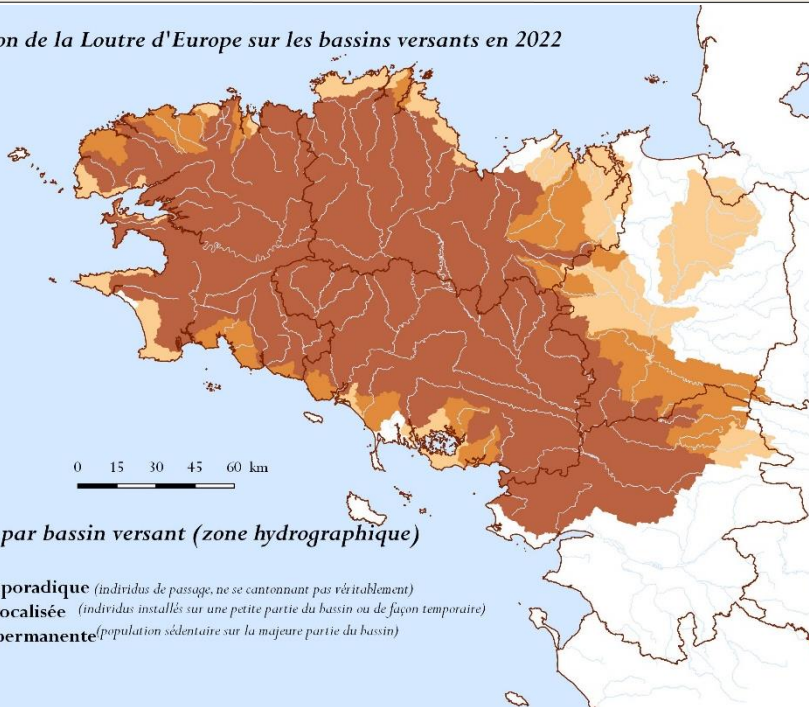 on de la Loutre d'Europe sur les bassins versants en 2022
0 15 30 45 60 km
par bassin versant (zone hydrographique)
poradique (individus de passage, ne se cantonnant pas véritablement)
ocalisée (individus installés sur une petite partie du bassin ou de façon temporaire)
permanente (population sédentaire sur la majeure partie du bassin)